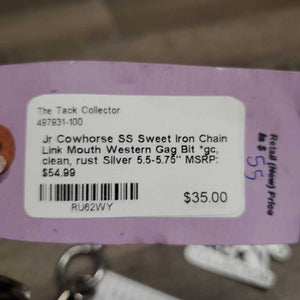 The Tack Collector
497931-100
Jr Cowhorse SS Sweet Iron Chain
Link Mouth Western Gag Bit *gc,
clean, rust Silver 5.5-5.75" MSRP:
$54.99
$35.00
RU62WY
Retail (New) Price
is $ 55